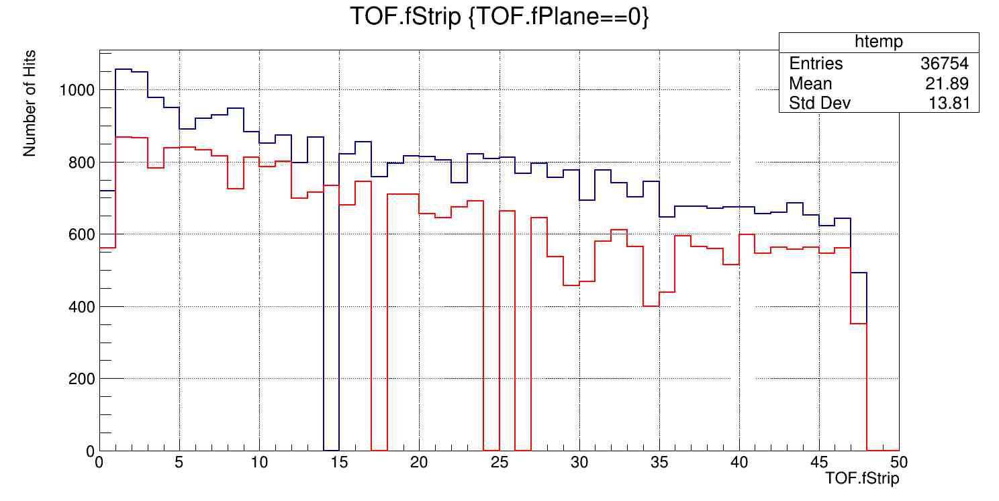 TOF.fStrip {TOF.fPlane==0}
htemp
Entries 36754
Mean 21.89
Std Dev 13.81
Number of Hits
1000
800
600
400
200
0
0 5 10 15 20 25 30 35 40 45 50
TOF.fStrip